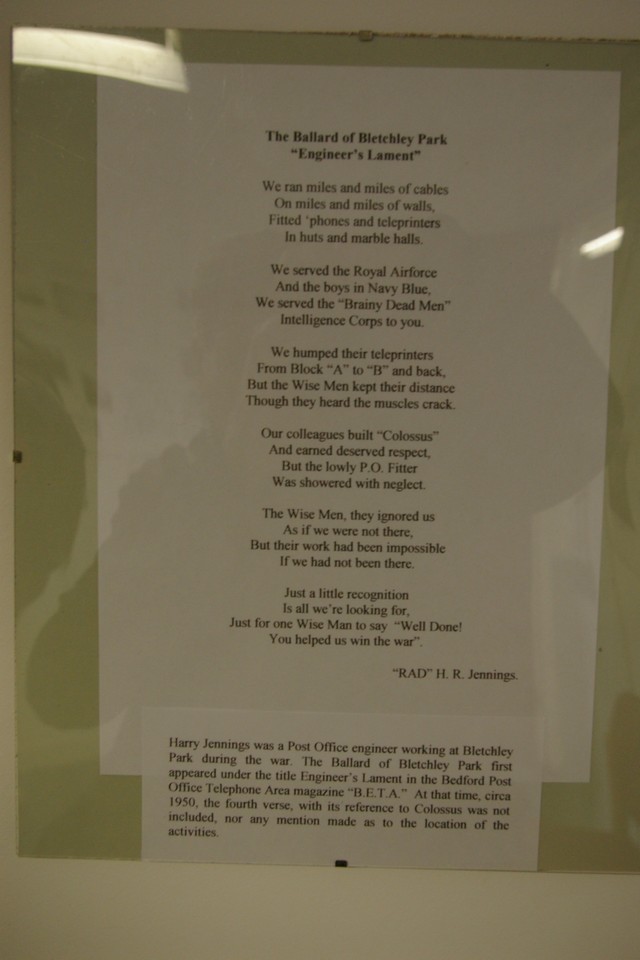 The Ballard of Bletchley Park
“Engineer’s Lament”
We ran miles and miles of cables
On miles and miles of walls,
Fitted ‘phones and teleprinters
In huts and marble halls.
We served the Royal Airforce
And the boys in Navy Blue,
We served the “Brainy Dead Men”
Intelligence Corps to you.
We humped their teleprinters
From Block “A” to “B” and back,
But the Wise Men kept their distance
Though they heard the muscles crack.
Our colleagues built “Colossus”
And earned deserved respect,
But the lowly P.O. Fitter
Was showered with neglect.
The Wise Men, they ignored us
As if we were not there,
But their work had been impossible
If we had not been there.
Just a little recognition
Is all we’re looking for,
Just for one Wise Man to say “Well Done!
You helped us win the war”.
“RAD” H. R. Jennings.
Harry Jennings was a Post Office engineer working at Bletchley
Park during the war. The Ballard of Bletchley Park first
appeared under the title Engineer’s Lament in the Bedford Post
Office Telephone Area magazine “B.E.T.A.” At that time, circa
1950, the fourth verse, with its reference to Colossus was not
included, nor any mention made as to the location of the
activities.